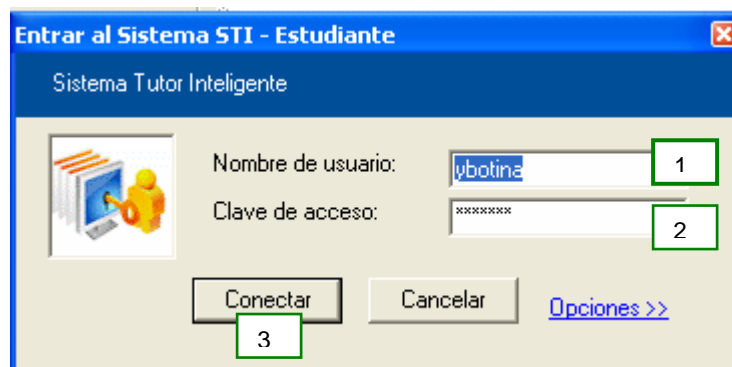 Entrar al Sistema STI - Estudiante
Sistema Tutor Inteligente
Nombre de usuario: ybotina 1
Clave de acceso: ******* 2
Conectar Cancelar Opciones >>
3